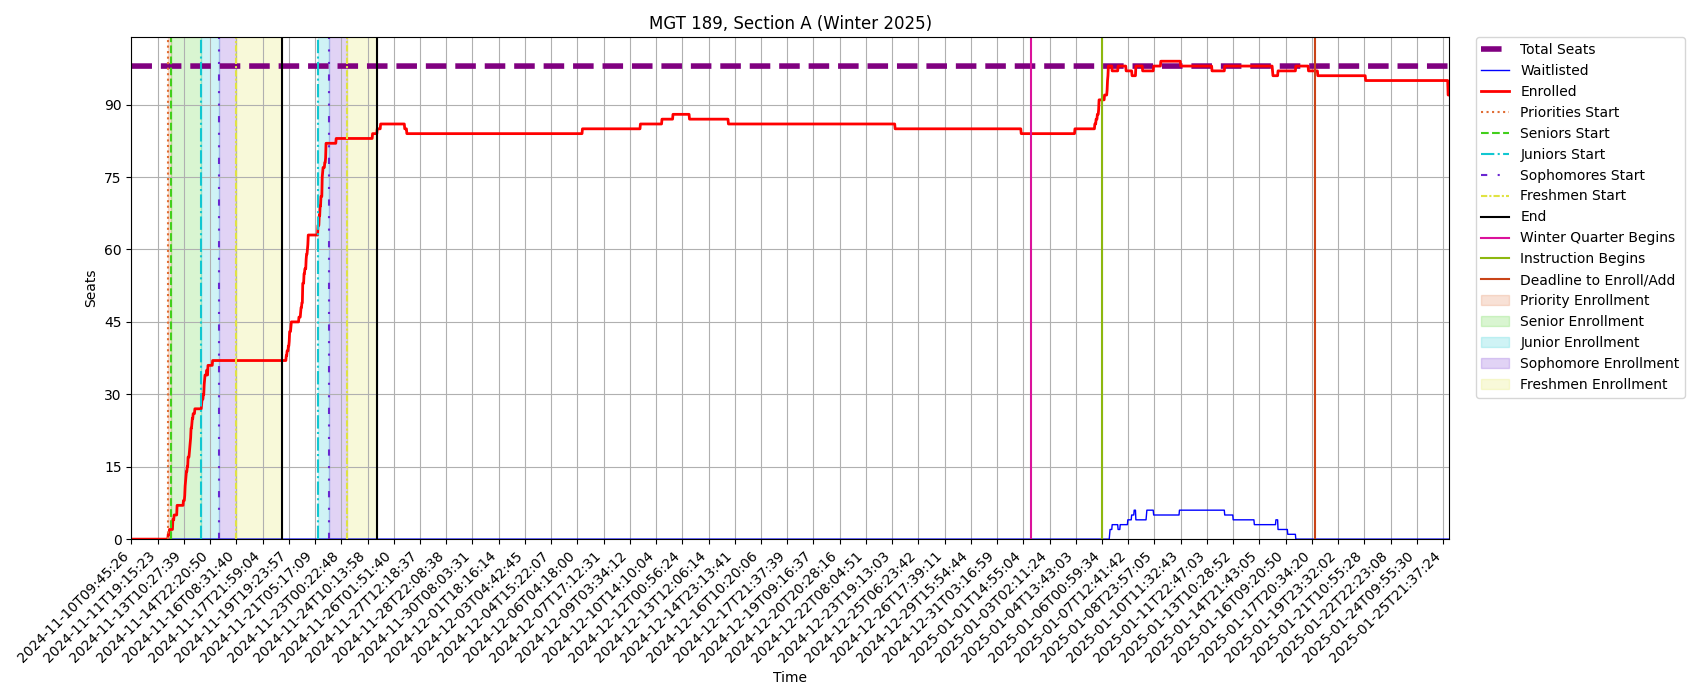 MGT 189, Section A (Winter 2025)
Seats
90
75
60
45
30
15
0
2024-11-10T09:45:26
2024-11-11T19:15:23
2024-11-13T10:27:39
2024-11-14T22:20:50
2024-11-16T08:31:40
2024-11-17T21:59:04
2024-11-19T19:23:57
2024-11-21T05:17:09
2024-11-23T00:22:48
2024-11-24T10:13:58
2024-11-26T01:51:40
2024-11-27T12:18:37
2024-11-28T22:08:38
2024-11-30T08:03:31
2024-12-01T18:16:14
2024-12-03T04:42:45
2024-12-04T15:22:07
2024-12-06T04:18:00
2024-12-07T17:12:31
2024-12-09T03:34:12
2024-12-10T14:10:04
2024-12-12T00:56:24
2024-12-13T12:06:14
2024-12-14T23:13:41
2024-12-16T10:20:06
2024-12-17T21:37:39
2024-12-19T09:16:37
2024-12-20T20:28:16
2024-12-22T08:04:51
2024-12-23T19:13:03
2024-12-25T06:23:42
2024-12-26T17:39:11
2024-12-29T15:54:44
2024-12-31T03:16:59
2025-01-01T14:55:04
2025-01-03T02:11:24
2025-01-04T13:43:03
2025-01-06T00:59:34
2025-01-07T12:41:42
2025-01-08T23:57:05
2025-01-10T11:32:43
2025-01-11T22:47:03
2025-01-13T10:28:52
2025-01-14T21:43:05
2025-01-16T09:20:50
2025-01-17T20:34:20
2025-01-19T23:32:02
2025-01-21T10:55:28
2025-01-22T22:23:08
2025-01-24T09:55:30
2025-01-25T21:37:24
Time
Total Seats
Waitlisted
Enrolled
Priorities Start
Seniors Start
Juniors Start
Sophomores Start
Freshmen Start
End
Winter Quarter Begins
Instruction Begins
Deadline to Enroll/Add
Priority Enrollment
Senior Enrollment
Junior Enrollment
Sophomore Enrollment
Freshmen Enrollment